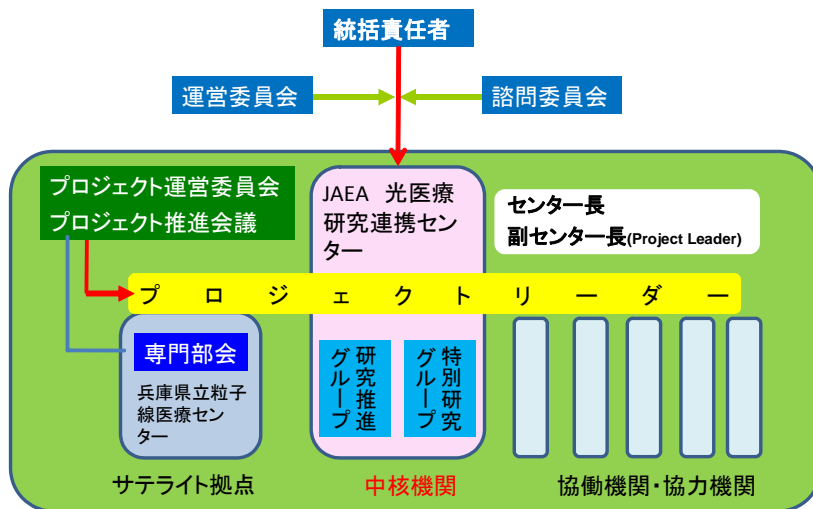 統括責任者
運営委員会
諮問委員会
プロジェクト運営委員会
プロジェクト推進会議
JAEA 光医療
研究連携セン
ター
センター長
副センター長(Project Leader)
プロジェクトリーダー
専門部会
兵庫県立粒子
線医療セン
ター
研究推進
グループ
特別研究
グループ
サテライト拠点
中核機関
協働機関・協力機関